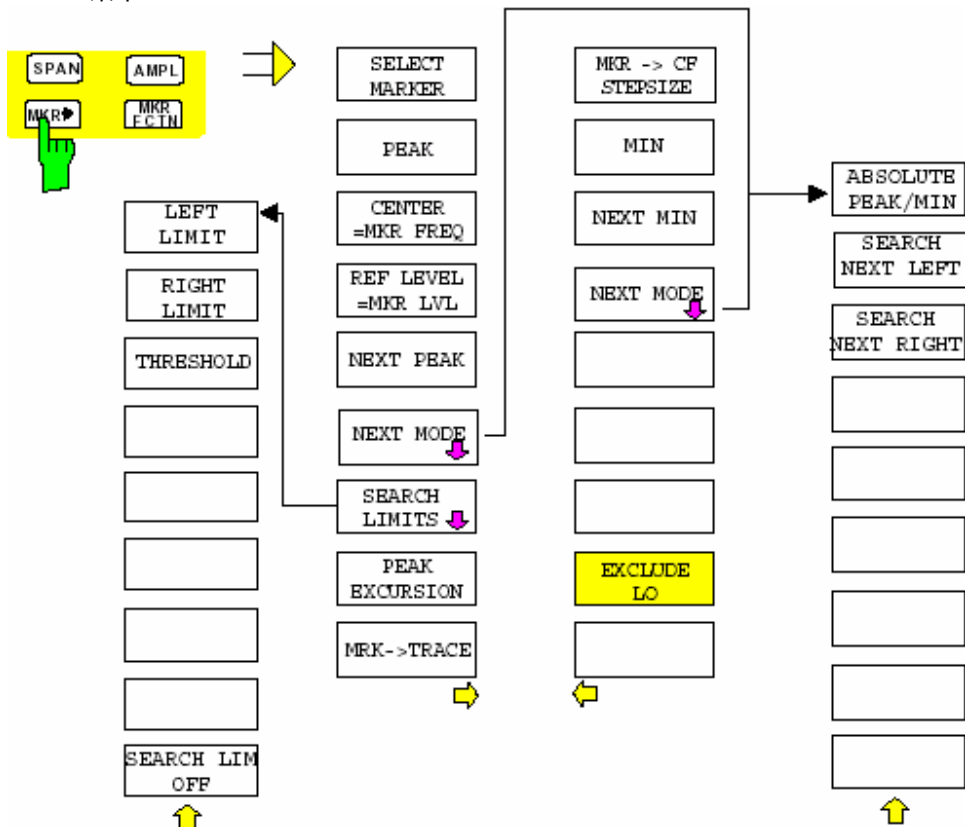 SPAN
AMPL
MKR
MKR
FCTN
SELECT
MARKER
PEAK
CENTER
=MKR FREQ
REF LEVEL
=MKR LVL
NEXT PEAK
NEXT MODE
SEARCH
LIMITS
PEAK
EXCURSION
MRK->TRACE
MKR -> CF
STEPSIZE
MIN
NEXT MIN
NEXT MODE
EXCLUDE
LO
LEFT
LIMIT
RIGHT
LIMIT
THRESHOLD
SEARCH LIM
OFF
ABSOLUTE
PEAK/MIN
SEARCH
NEXT LEFT
SEARCH
NEXT RIGHT